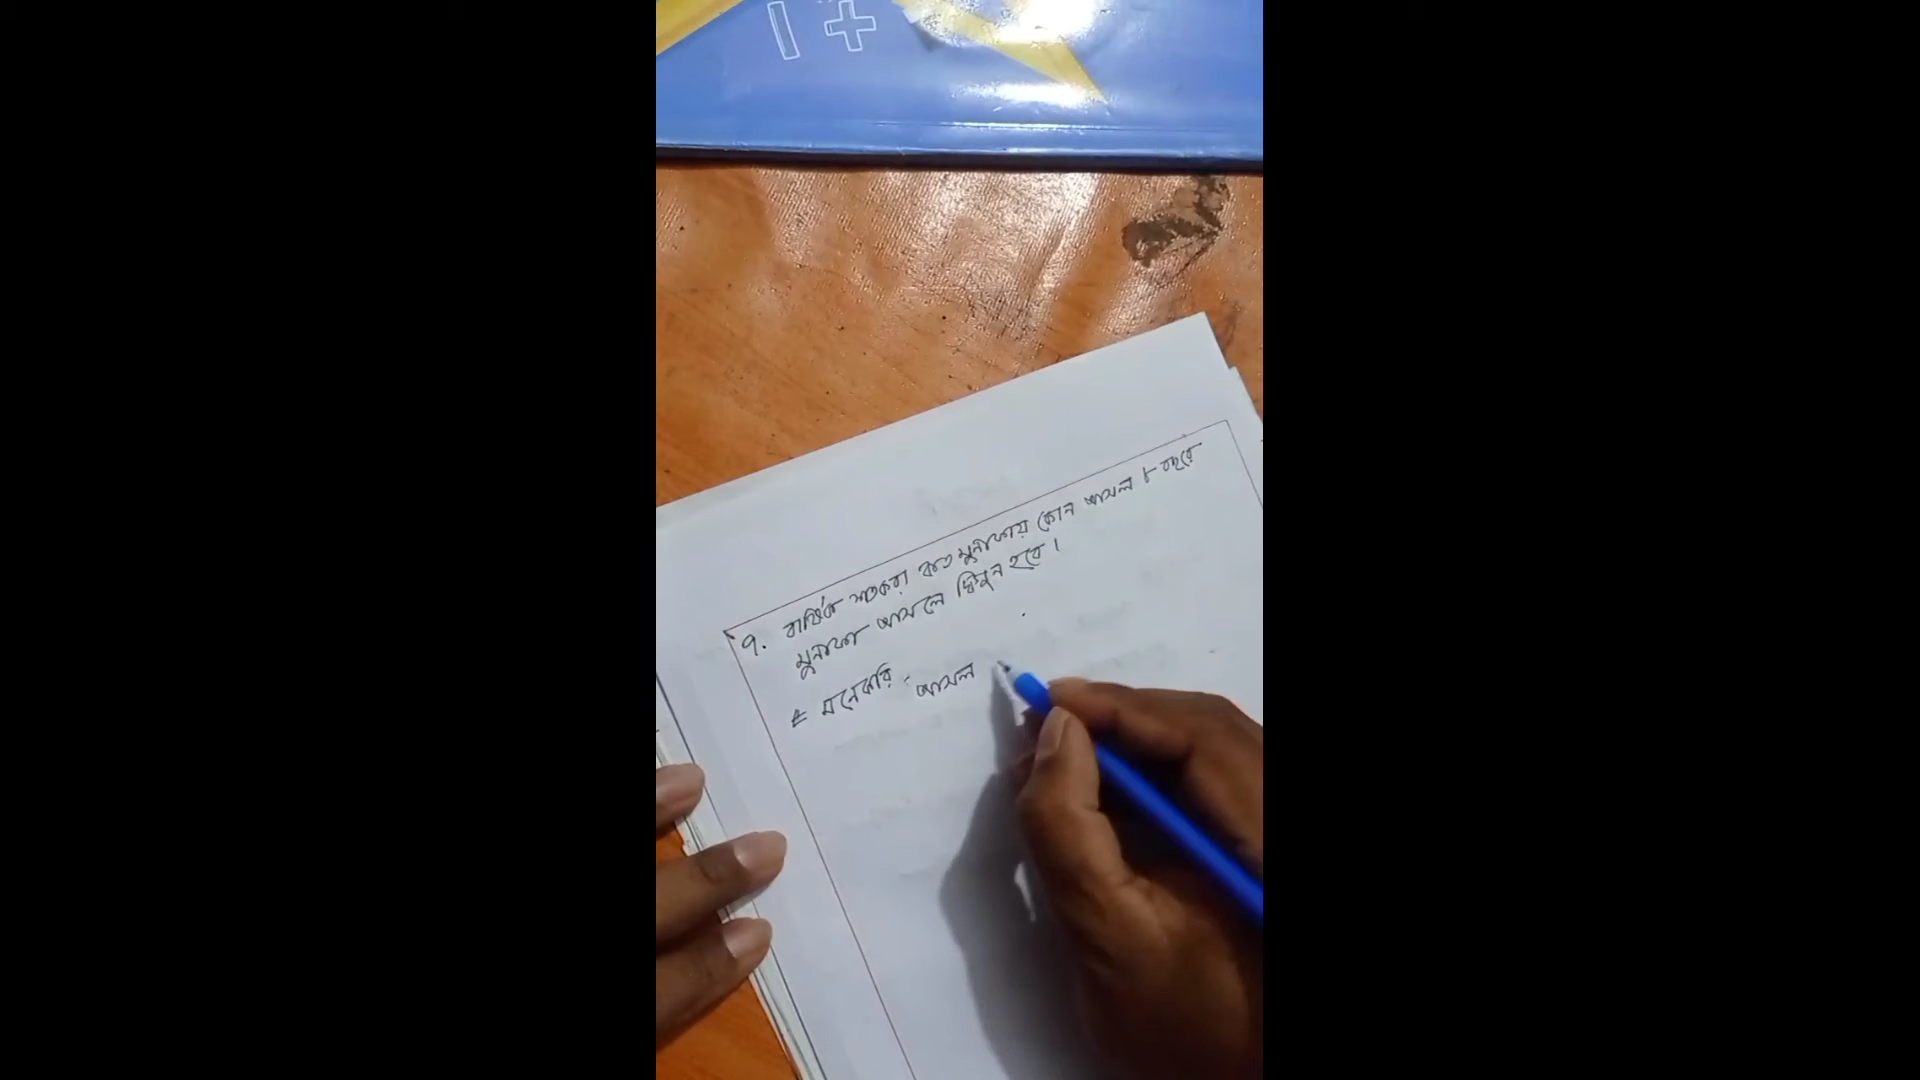 ৭. বার্ষিক শতকরা কত মুনাফায় কোন আসল ৮ বছরে
মুনাফা আসলে দ্বিগুন হবে।
মনেকরি, আসল